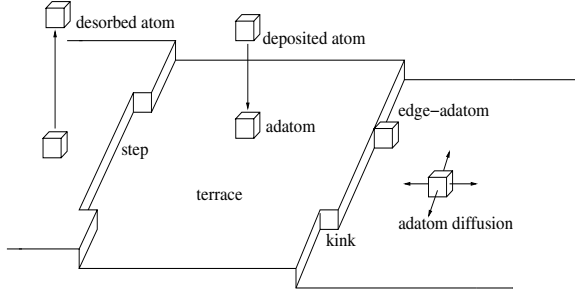 desorbed atom
deposited atom
edge-adatom
adatom
step
terrace
adatom diffusion
kink